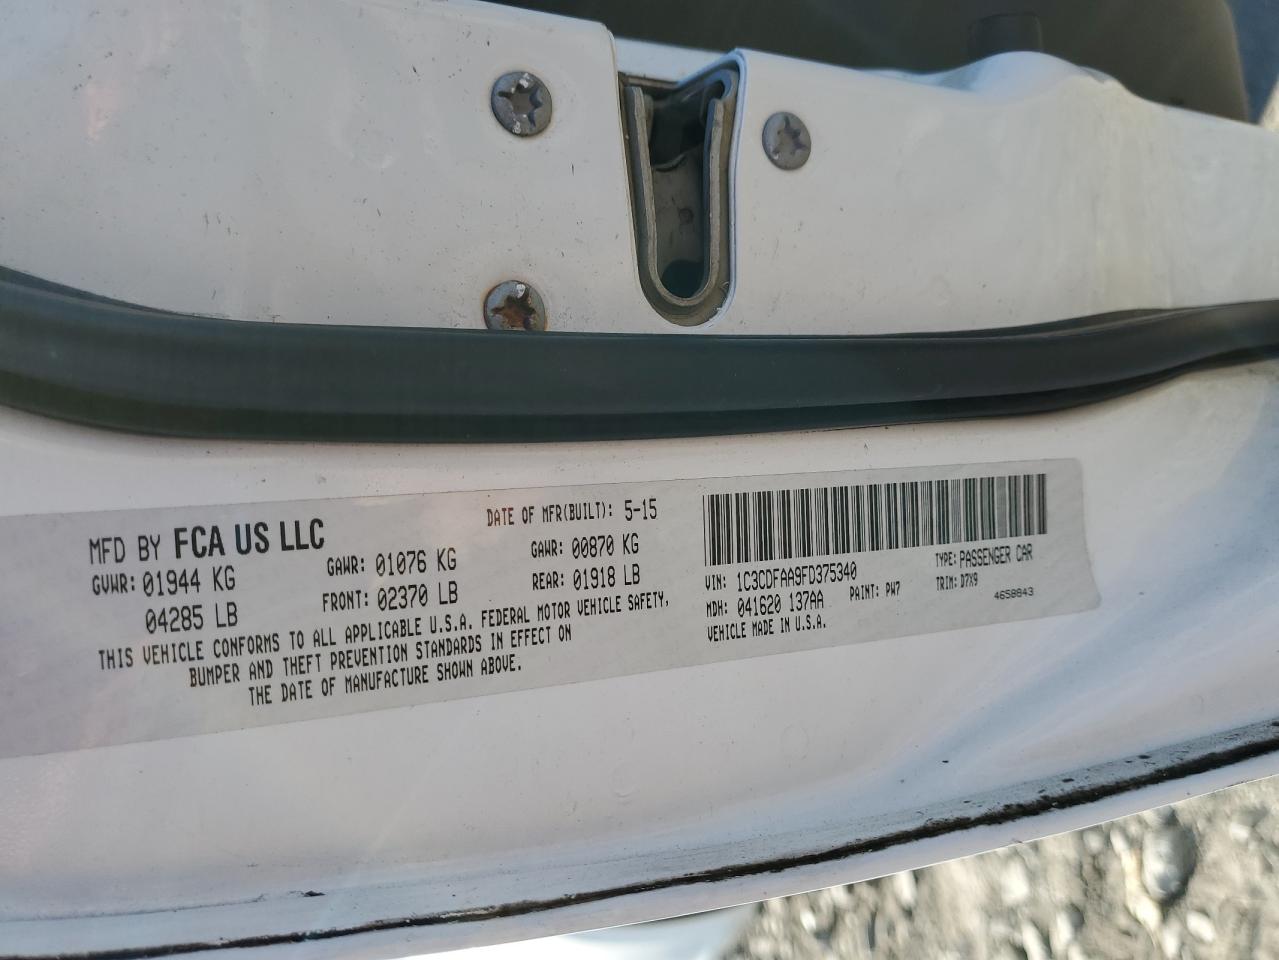 MFD BY FCA US LLC
DATE OF MFR(BUILT): 5-15
GVWR: 01944 KG
04285 LB
GAWR: 01076 KG
FRONT: 02370 LB
GAWR: 00870 KG
REAR: 01918 LB
THIS VEHICLE CONFORMS TO ALL APPLICABLE U.S.A. FEDERAL MOTOR VEHICLE SAFETY,
BUMPER AND THEFT PREVENTION STANDARDS IN EFFECT ON
THE DATE OF MANUFACTURE SHOWN ABOVE.
VIN: 1C3CDFAA9FD375340
TYPE: PASSENGER CAR
MDH: 041620 137AA
PAINT: PW7
TRIM: D7X9
VEHICLE MADE IN U.S.A.
4658843